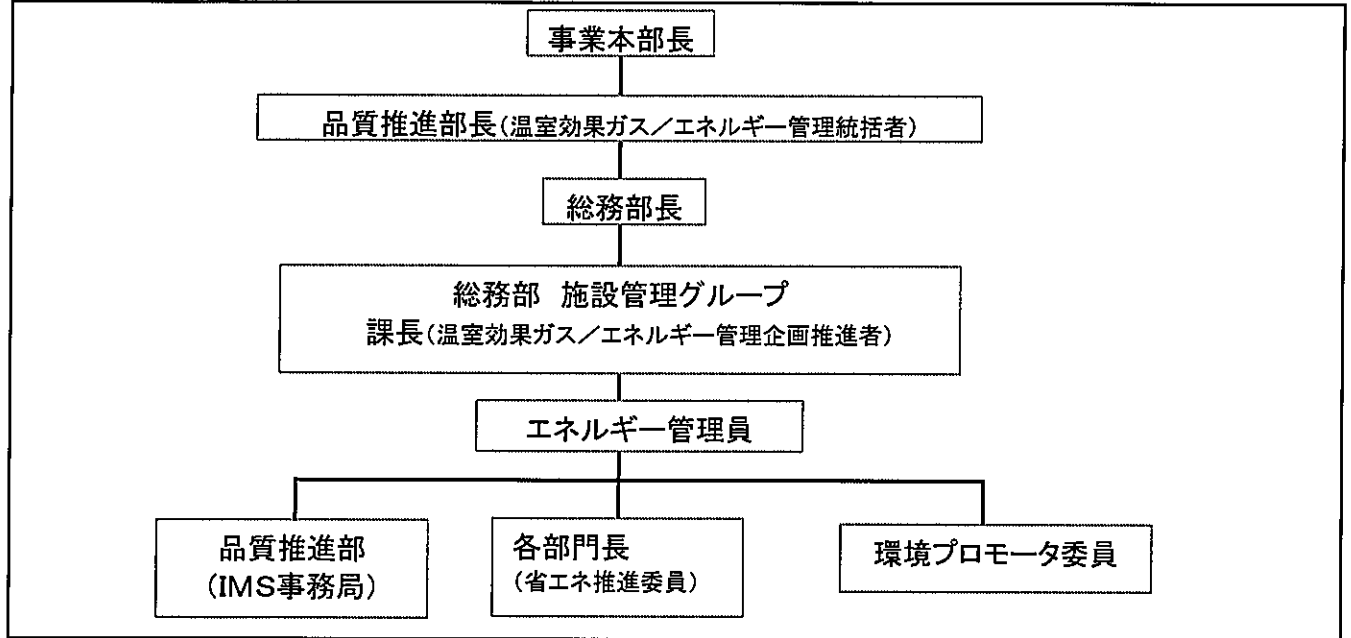 事業本部長
品質推進部長(温室効果ガス／エネルギー管理統括者)
総務部長
総務部 施設管理グループ
課長(温室効果ガス／エネルギー管理企画推進者)
エネルギー管理員
品質推進部
(IMS事務局)
各部門長
(省エネ推進委員)
環境プロモータ委員